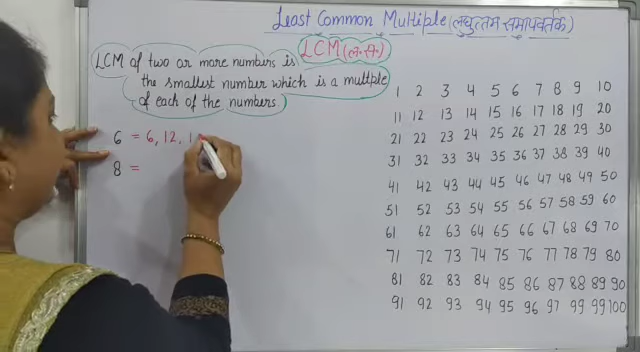 Least Common Multiple (लघुत्तम समापवर्तक)
LCM (ल.स.)
LCM of two or more numbers is
the smallest number which is a multple
of each of the numbers.
6 = 6, 12, 1
8 =
1 2 3 4 5 6 7 8 9 10
11 12 13 14 15 16 17 18 19 20
21 22 23 24 25 26 27 28 29 30
31 32 33 34 35 36 37 38 39 40
41 42 43 44 45 46 47 48 49 50
51 52 53 54 55 56 57 58 59 60
61 62 63 64 65 66 67 68 69 70
71 72 73 74 75 76 77 78 79 80
81 82 83 84 85 86 87 88 89 90
91 92 93 94 95 96 97 99 99 100